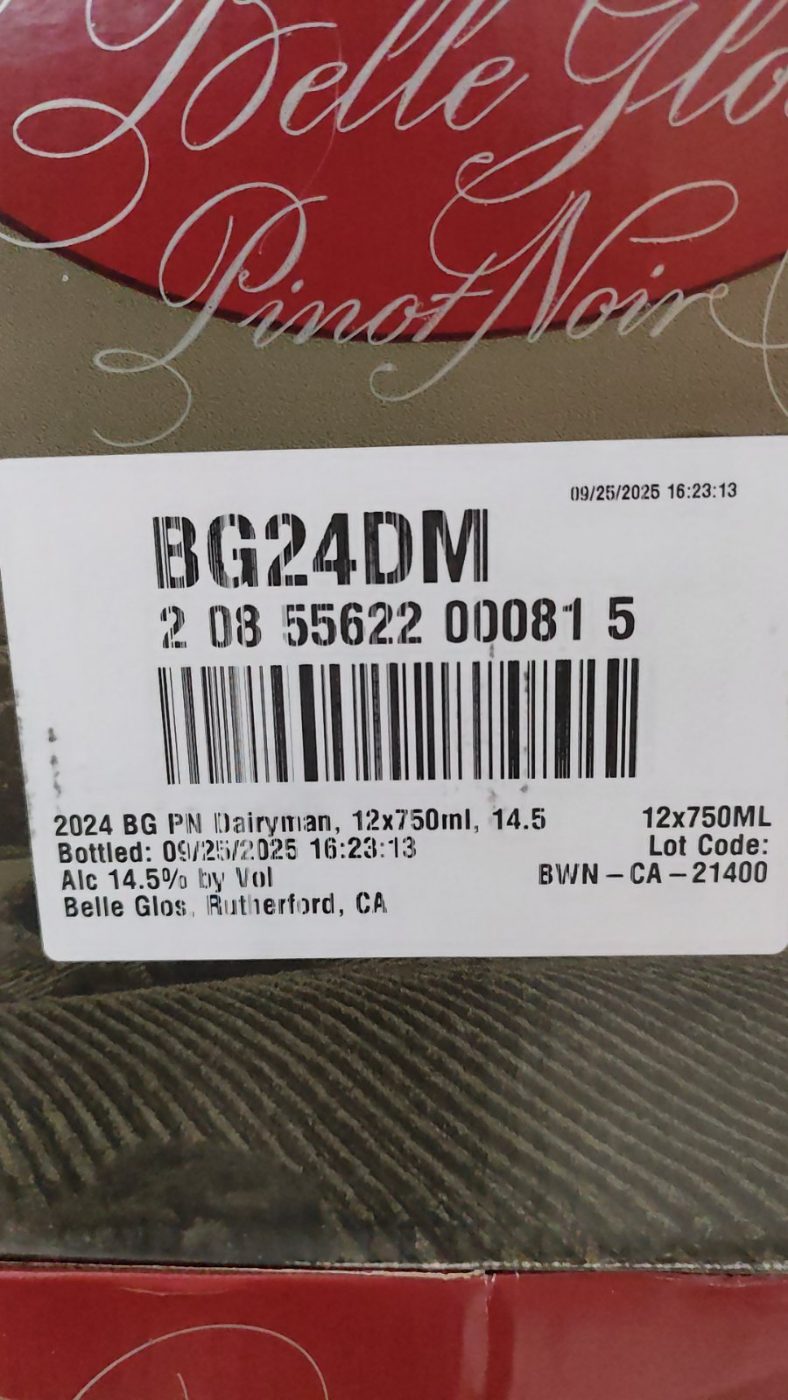 Belle Glos
Pinot Noir
09/25/2025 16:23:13
BG24DM
2 08 55622 00081 5
2024 BG PN Dairyman, 12x750ml, 14.5
12x750ML
Bottled: 09/25/2025 16:23:13
Lot Code:
Alc 14.5% by Vol
BWN-CA-21400
Belle Glos, Rutherford, CA